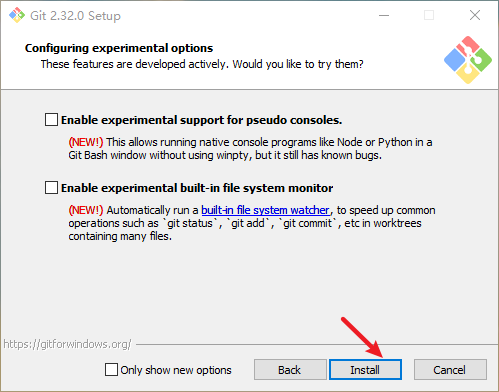 Git 2.32.0 Setup
Configuring experimental options
These features are developed actively. Would you like to try them?
Enable experimental support for pseudo consoles.
(NEW!) This allows running native console programs like Node or Python in a
Git Bash window without using winpty, but it still has known bugs.
Enable experimental built-in file system monitor
(NEW!) Automatically run a built-in file system watcher, to speed up common
operations such as `git status`, `git add`, `git commit`, etc in worktrees
containing many files.
https://gitforwindows.org/
Only show new options
Back
Install
Cancel